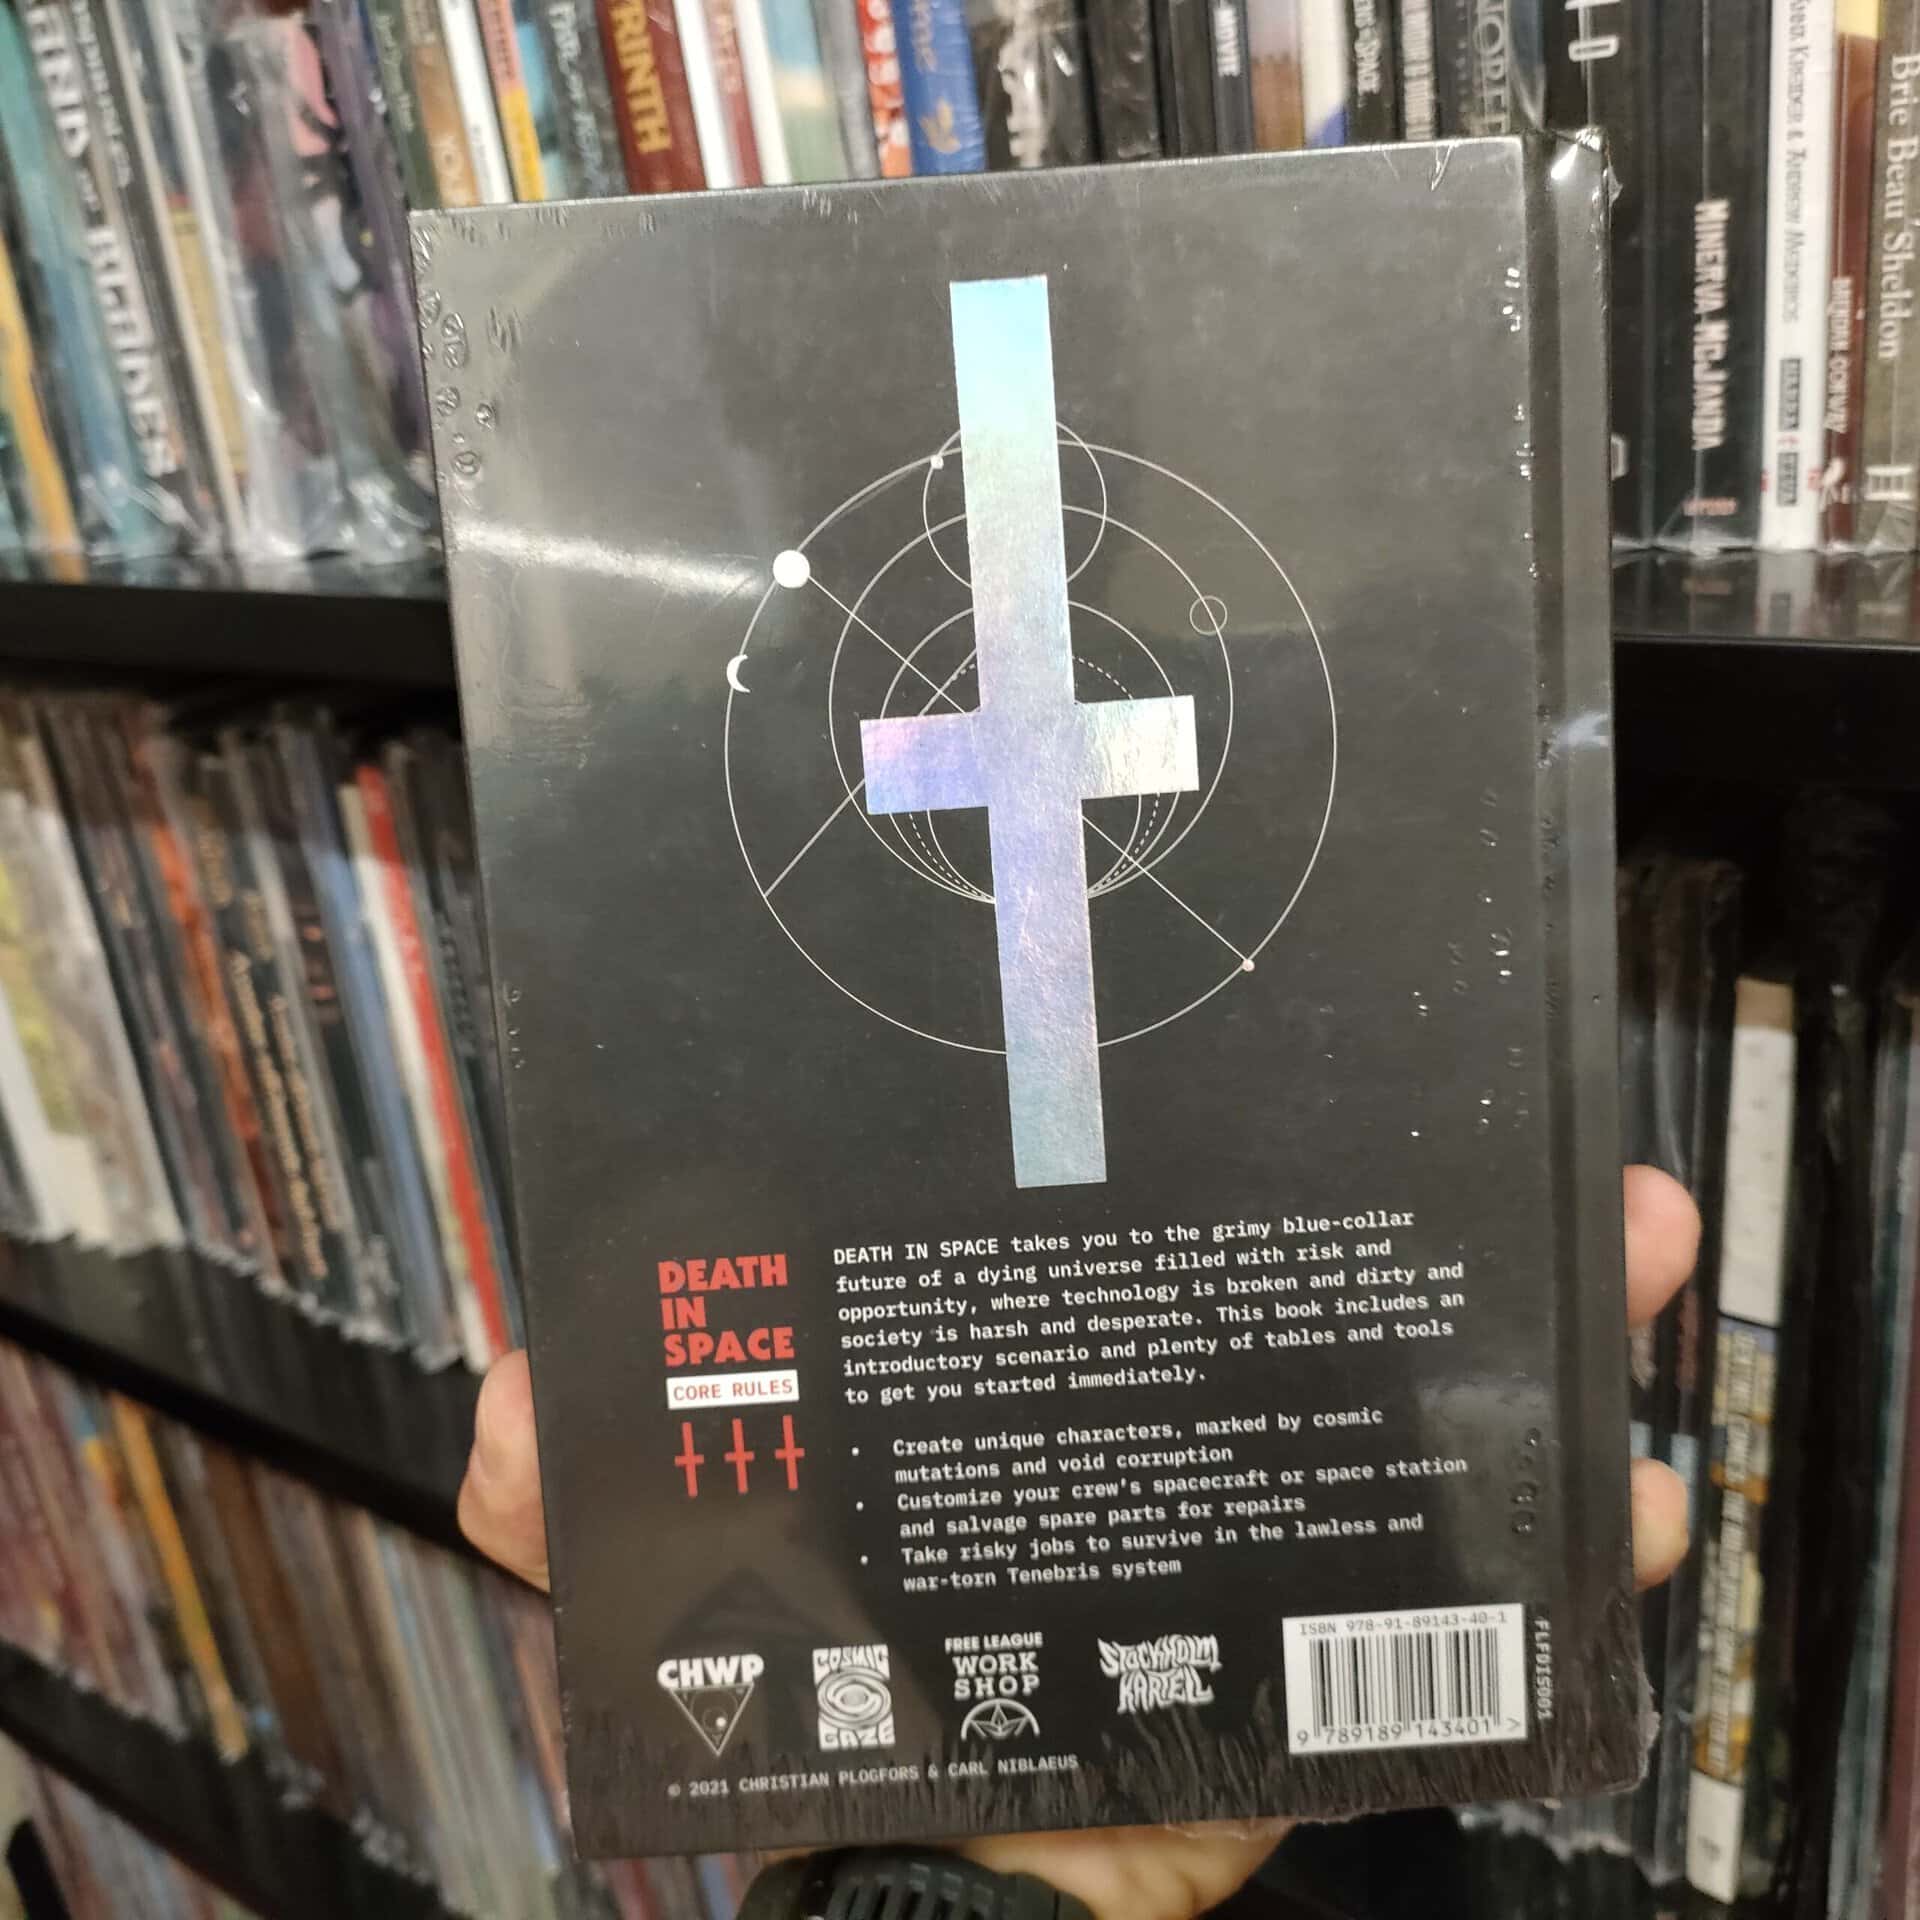 TRINTH
BLIND OF BIGHIDES
MOVIE
MINERVA McJANDA
Brie Beau Sheldon
DEATH
IN
SPACE
CORE RULES
DEATH IN SPACE takes you to the grimy blue-collar
future of a dying universe filled with risk and
opportunity, where technology is broken and dirty and
society is harsh and desperate. This book includes an
introductory scenario and plenty of tables and tools
to get you started immediately.
• Create unique characters, marked by cosmic
mutations and void corruption
• Customize your crew's spacecraft or space station
and salvage spare parts for repairs
• Take risky jobs to survive in the lawless and
war-torn Tenebris system
CHWP
COSMIC
GAZE
FREE LEAGUE
WORK
SHOP
STOCKHOLM
KARTELL
ISBN 978-91-89143-40-1
9 789189 143401 >
FLFDIS001
© 2021 CHRISTIAN PLOGFORS & CARL NIBLAEUS